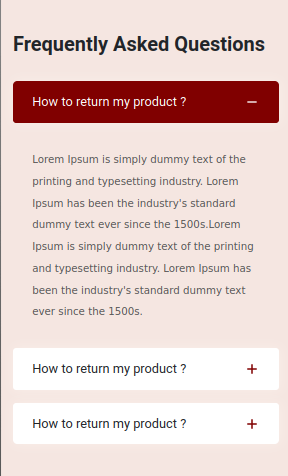 Frequently Asked Questions
How to return my product ? −
Lorem Ipsum is simply dummy text of the
printing and typesetting industry. Lorem
Ipsum has been the industry's standard
dummy text ever since the 1500s.Lorem
Ipsum is simply dummy text of the printing
and typesetting industry. Lorem Ipsum has
been the industry's standard dummy text
ever since the 1500s.
How to return my product ? +
How to return my product ? +